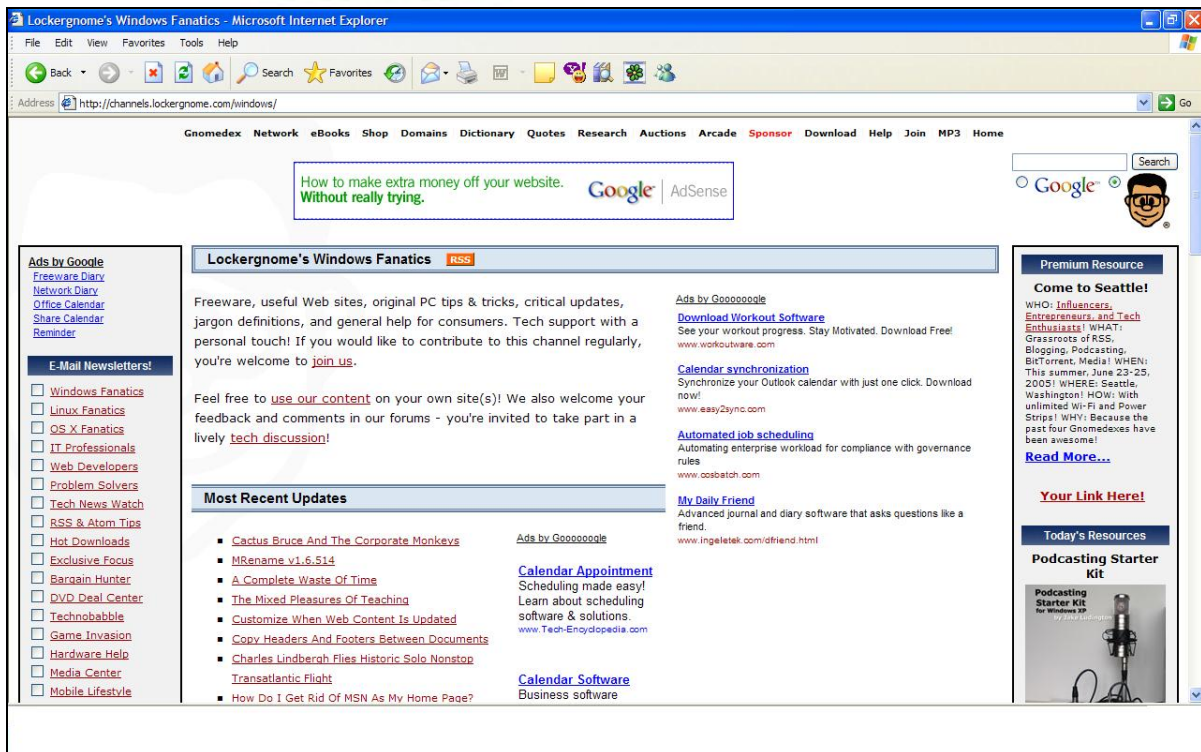 Lockergnome's Windows Fanatics - Microsoft Internet Explorer
File Edit View Favorites Tools Help
Back Search Favorites
Address http://channels.lockergnome.com/windows/ Go
Gnomedex Network eBooks Shop Domains Dictionary Quotes Research Auctions Arcade Sponsor Download Help Join MP3 Home
How to make extra money off your website.
Without really trying.
Google AdSense
Search
Google
Ads by Google
Freeware Diary
Network Diary
Office Calendar
Share Calendar
Reminder
E-Mail Newsletters!
Windows Fanatics
Linux Fanatics
OS X Fanatics
IT Professionals
Web Developers
Problem Solvers
Tech News Watch
RSS & Atom Tips
Hot Downloads
Exclusive Focus
Bargain Hunter
DVD Deal Center
Technobabble
Game Invasion
Hardware Help
Media Center
Mobile Lifestyle
Lockergnome's Windows Fanatics RSS
Freeware, useful Web sites, original PC tips & tricks, critical updates,
jargon definitions, and general help for consumers. Tech support with a
personal touch! If you would like to contribute to this channel regularly,
you're welcome to join us.
Feel free to use our content on your own site(s)! We also welcome your
feedback and comments in our forums - you're invited to take part in a
lively tech discussion!
Most Recent Updates
Cactus Bruce And The Corporate Monkeys
MRename v1.6.514
A Complete Waste Of Time
The Mixed Pleasures Of Teaching
Customize When Web Content Is Updated
Copy Headers And Footers Between Documents
Charles Lindbergh Flies Historic Solo Nonstop
Transatlantic Flight
How Do I Get Rid Of MSN As My Home Page?
Ads by Goooooogle
Calendar Appointment
Scheduling made easy!
Learn about scheduling
software & solutions.
www.Tech-Encyclopedia.com
Calendar Software
Business software
Ads by Goooooogle
Download Workout Software
See your workout progress. Stay Motivated. Download Free!
www.workoutware.com
Calendar synchronization
Synchronize your Outlook calendar with just one click. Download
now!
www.easy2sync.com
Automated job scheduling
Automating enterprise workload for compliance with governance
rules
www.cosbatch.com
My Daily Friend
Advanced journal and diary software that asks questions like a
friend.
www.ingeletek.com/dfriend.html
Premium Resource
Come to Seattle!
WHO: Influencers,
Entrepreneurs, and Tech
Enthusiasts! WHAT:
Grassroots of RSS,
Blogging, Podcasting,
BitTorrent, Media! WHEN:
This summer, June 23-25,
2005! WHERE: Seattle,
Washington! HOW: With
unlimited Wi-Fi and Power
Strips! WHY: Because the
past four Gnomedexes have
been awesome!
Read More...
Your Link Here!
Today's Resources
Podcasting Starter
Kit
Podcasting
Starter Kit
for Windows XP
by Jake Ludington